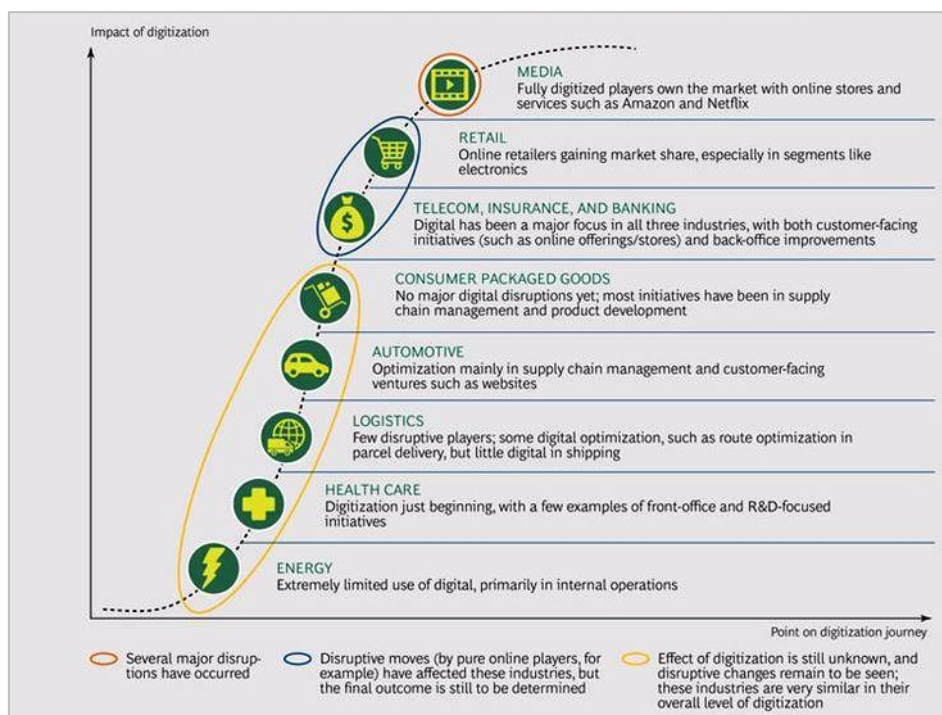 Impact of digitization
MEDIA
Fully digitized players own the market with online stores and
services such as Amazon and Netflix
RETAIL
Online retailers gaining market share, especially in segments like
electronics
$
TELECOM, INSURANCE, AND BANKING
Digital has been a major focus in all three industries, with both customer-facing
initiatives (such as online offerings/stores) and back-office improvements
CONSUMER PACKAGED GOODS
No major digital disruptions yet; most initiatives have been in supply
chain management and product development
AUTOMOTIVE
Optimization mainly in supply chain management and customer-facing
ventures such as websites
LOGISTICS
Few disruptive players; some digital optimization, such as route optimization in
parcel delivery, but little digital in shipping
HEALTH CARE
Digitization just beginning, with a few examples of front-office and R&D-focused
initiatives
ENERGY
Extremely limited use of digital, primarily in internal operations
Point on digitization journey
Several major disrup-
tions have occurred
Disruptive moves (by pure online players, for
example) have affected these industries, but
the final outcome is still to be determined
Effect of digitization is still unknown, and
disruptive changes remain to be seen;
these industries are very similar in their
overall level of digitization